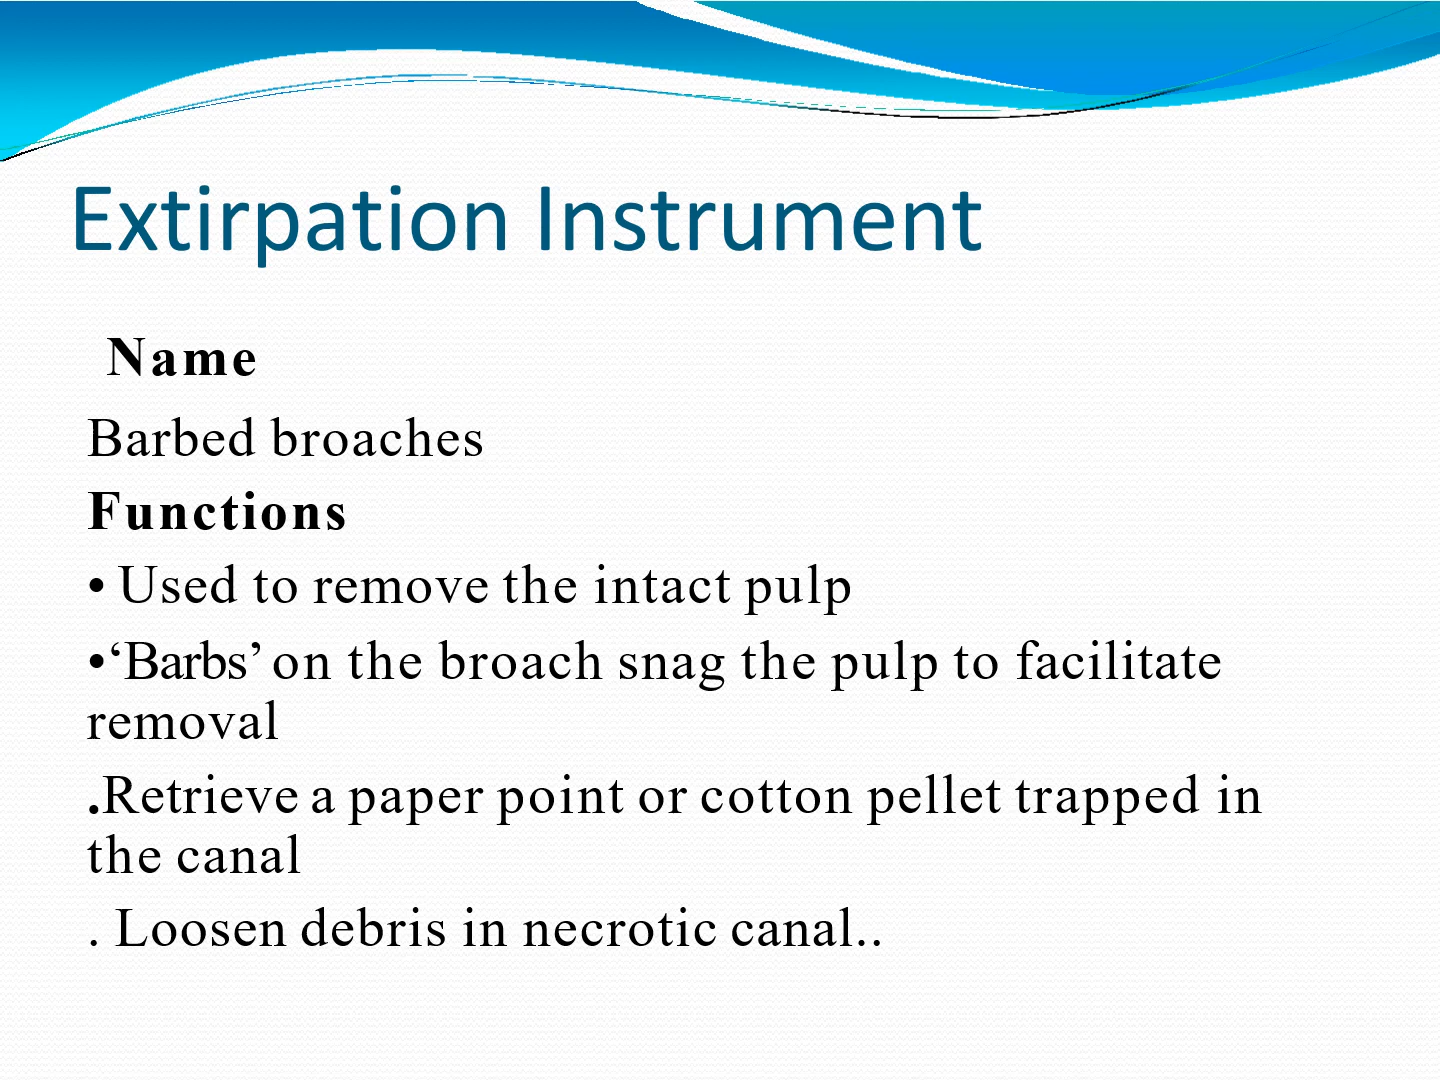 Extirpation Instrument
Name
Barbed broaches
Functions
• Used to remove the intact pulp
•‘Barbs’ on the broach snag the pulp to facilitate
removal
.Retrieve a paper point or cotton pellet trapped in
the canal
. Loosen debris in necrotic canal..